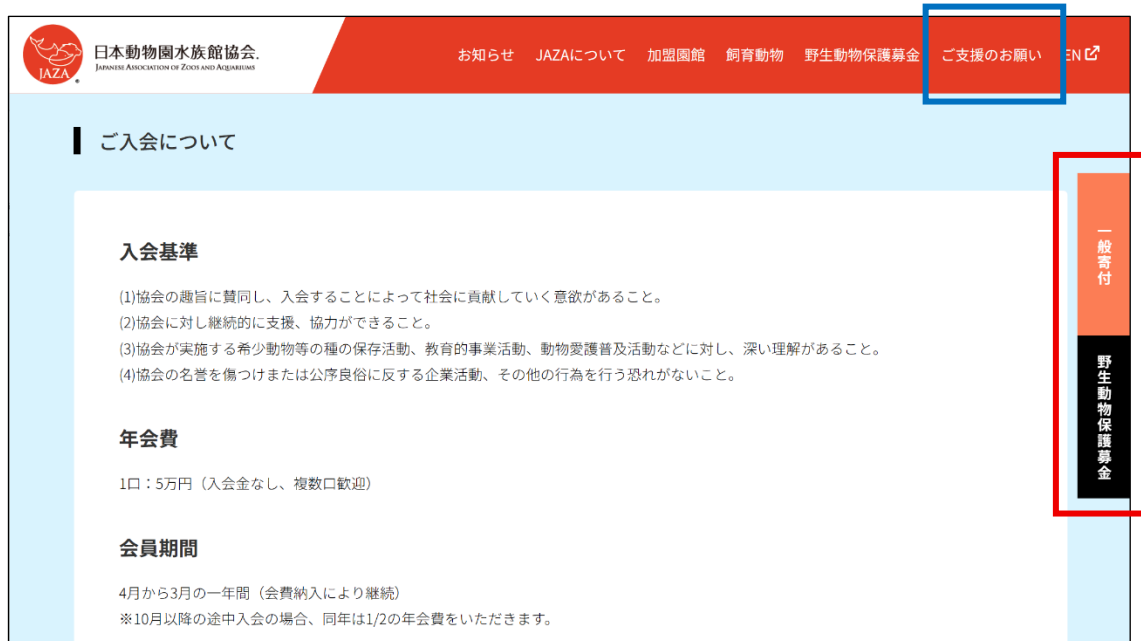 JAZA
日本動物園水族館協会.
JAPANESE ASSOCIATION OF ZOOS AND AQUARIUMS
お知らせ JAZAについて 加盟園館 飼育動物 野生動物保護募金 ご支援のお願い EN
ご入会について
入会基準
(1)協会の趣旨に賛同し、入会することによって社会に貢献していく意欲があること。
(2)協会に対し継続的に支援、協力ができること。
(3)協会が実施する希少動物等の種の保存活動、教育的事業活動、動物愛護普及活動などに対し、深い理解があること。
(4)協会の名誉を傷つけまたは公序良俗に反する企業活動、その他の行為を行う恐れがないこと。
年会費
1口：5万円（入会金なし、複数口歓迎）
会員期間
4月から3月の一年間（会費納入により継続）
※10月以降の途中入会の場合、同年は1/2の年会費をいただきます。
一般寄付
野生動物保護募金